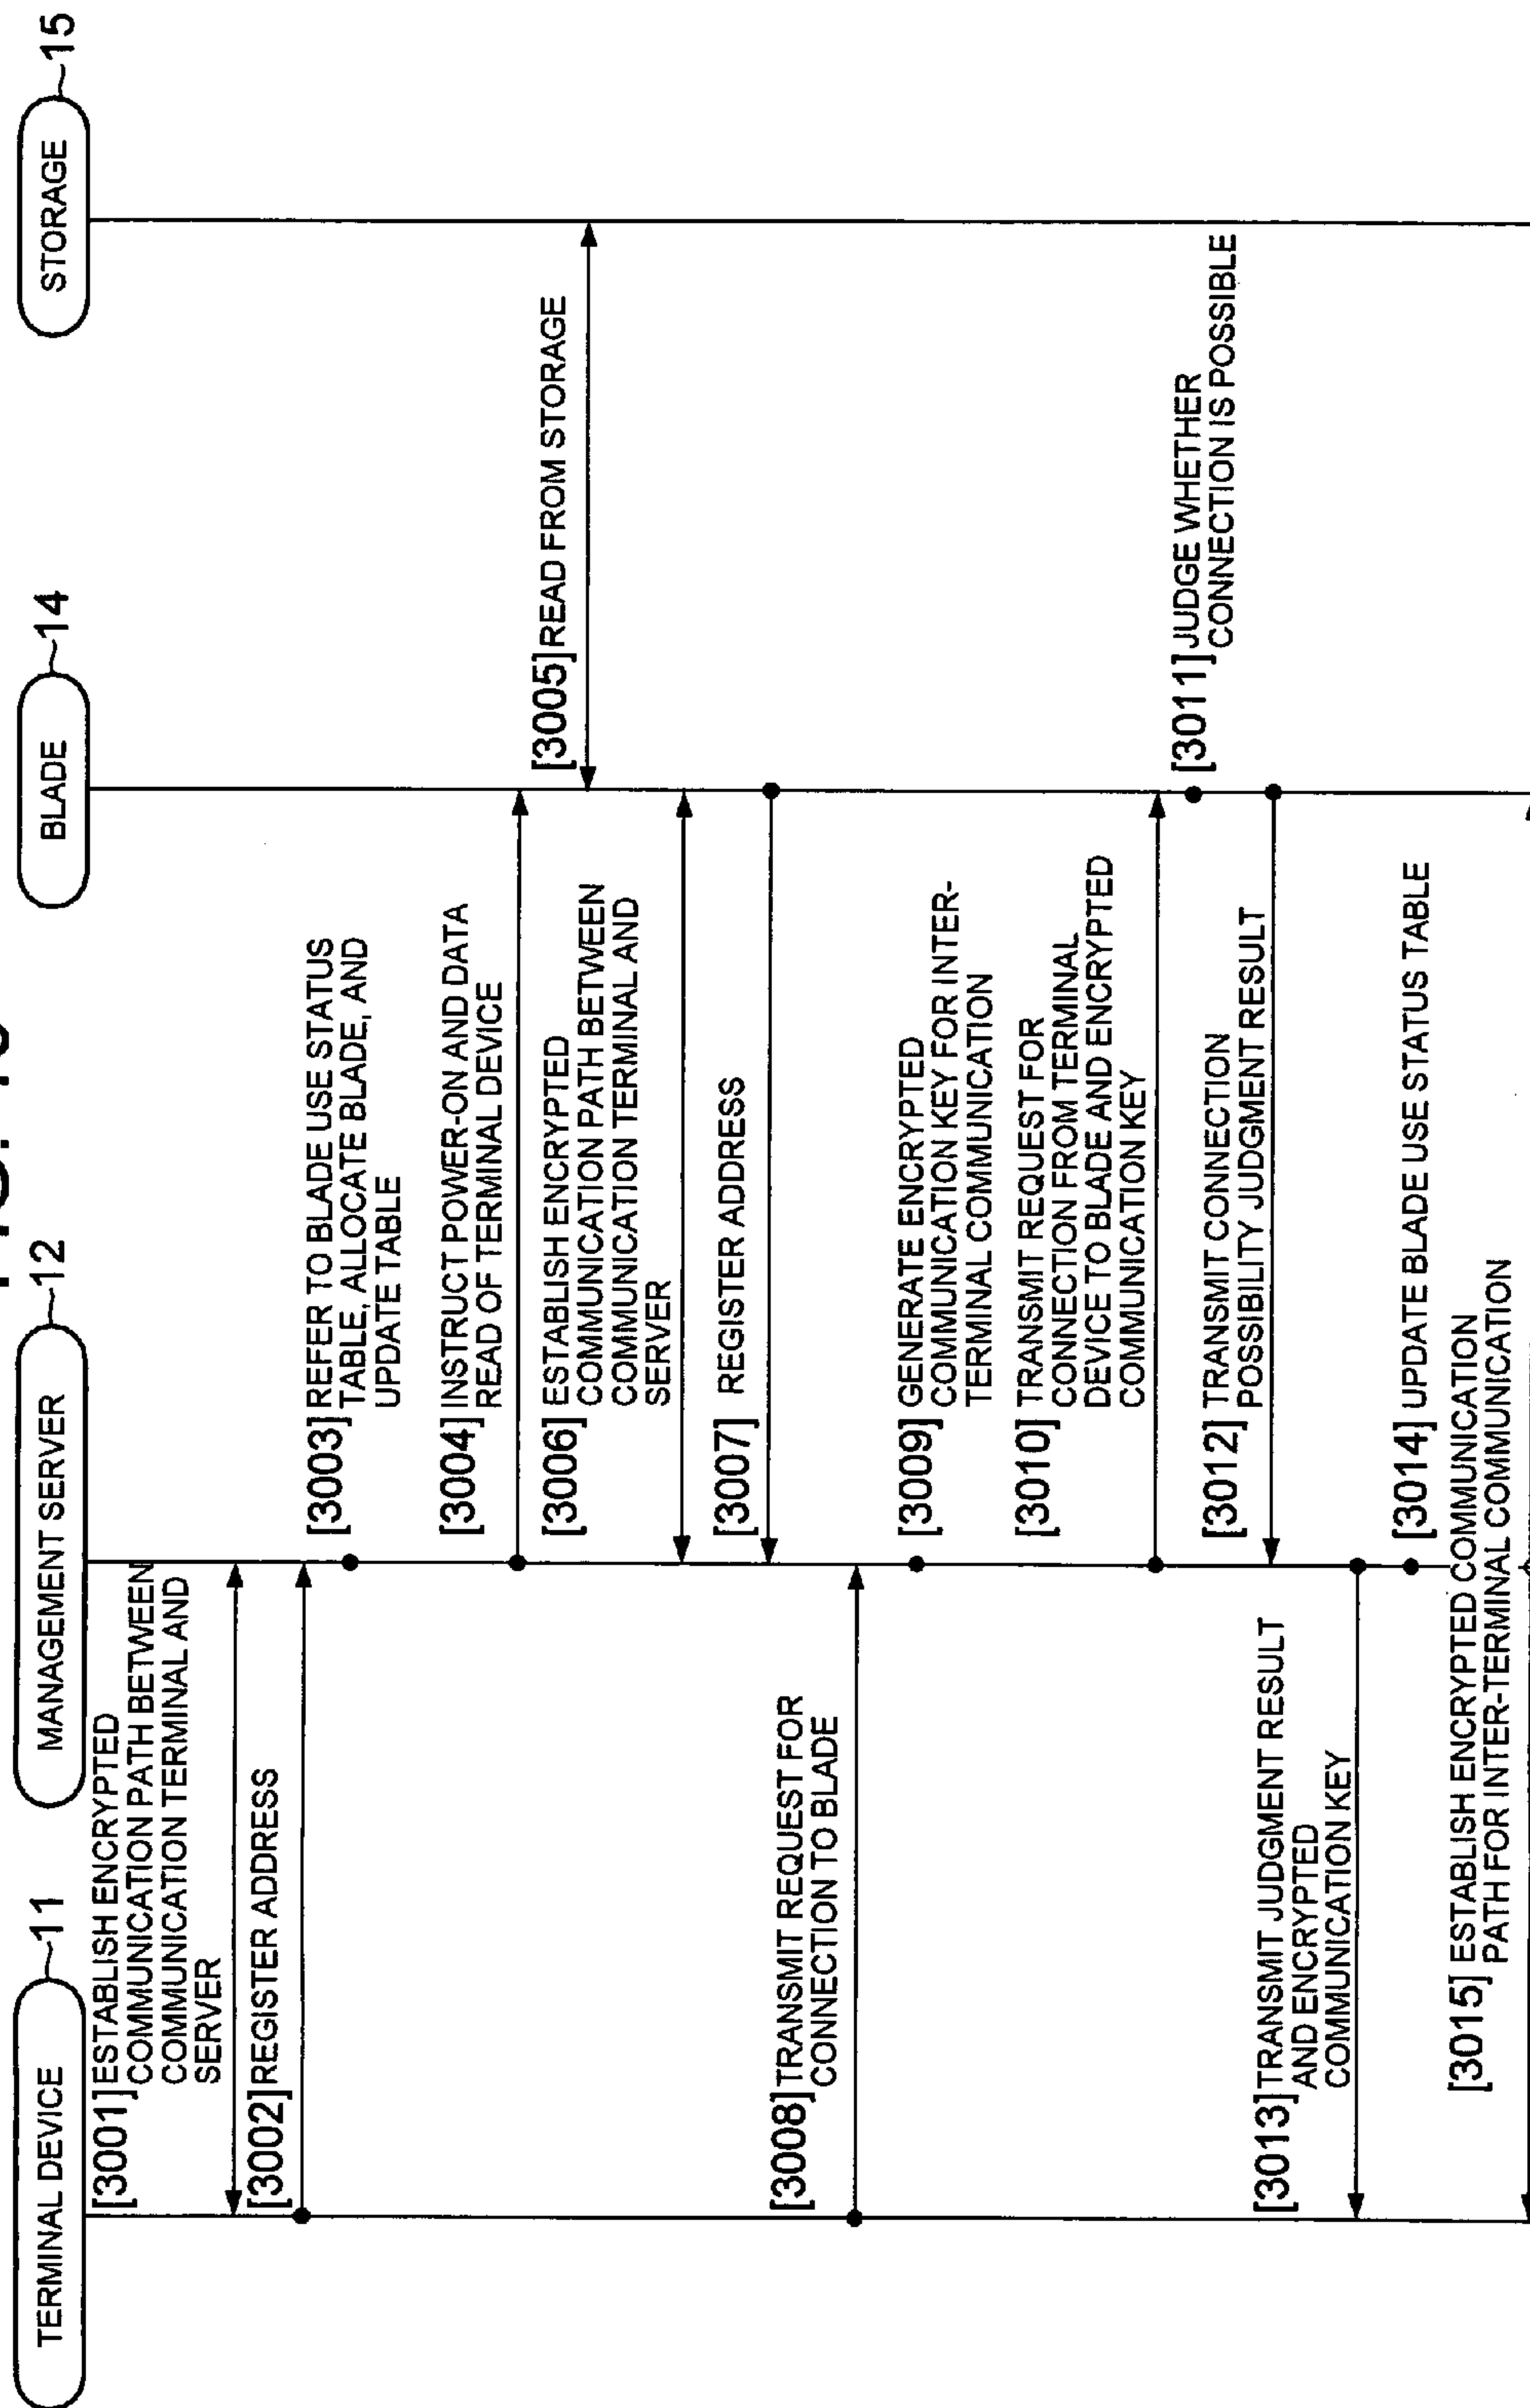 TERMINAL DEVICE ~11
MANAGEMENT SERVER ~12
BLADE ~14
STORAGE ~15
[3001] ESTABLISH ENCRYPTED
COMMUNICATION PATH BETWEEN
COMMUNICATION TERMINAL AND
SERVER
[3002] REGISTER ADDRESS
[3003] REFER TO BLADE USE STATUS
TABLE, ALLOCATE BLADE, AND
UPDATE TABLE
[3004] INSTRUCT POWER-ON AND DATA
READ OF TERMINAL DEVICE
[3005] READ FROM STORAGE
[3006] ESTABLISH ENCRYPTED
COMMUNICATION PATH BETWEEN
COMMUNICATION TERMINAL AND
SERVER
[3007] REGISTER ADDRESS
[3008] TRANSMIT REQUEST FOR
CONNECTION TO BLADE
[3009] GENERATE ENCRYPTED
COMMUNICATION KEY FOR INTER-
TERMINAL COMMUNICATION
[3010] TRANSMIT REQUEST FOR
CONNECTION FROM TERMINAL
DEVICE TO BLADE AND ENCRYPTED
COMMUNICATION KEY
[3011] JUDGE WHETHER
CONNECTION IS POSSIBLE
[3012] TRANSMIT CONNECTION
POSSIBILITY JUDGMENT RESULT
[3013] TRANSMIT JUDGMENT RESULT
AND ENCRYPTED
COMMUNICATION KEY
[3014] UPDATE BLADE USE STATUS TABLE
[3015] ESTABLISH ENCRYPTED COMMUNICATION
PATH FOR INTER-TERMINAL COMMUNICATION